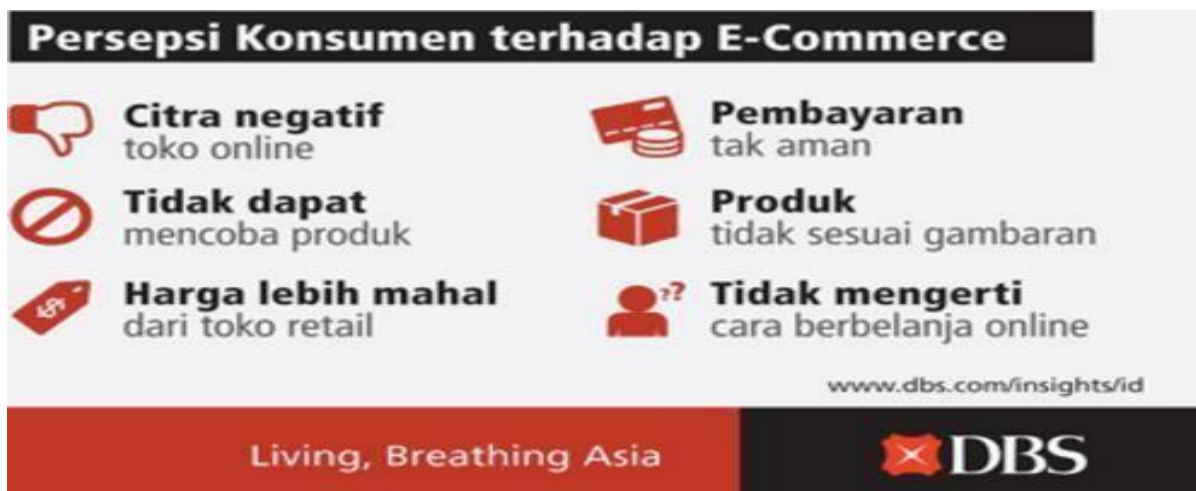 Persepsi Konsumen terhadap E-Commerce
Citra negatif
toko online
Pembayaran
tak aman
Tidak dapat
mencoba produk
Produk
tidak sesuai gambaran
Harga lebih mahal
dari toko retail
??
Tidak mengerti
cara berbelanja online
www.dbs.com/insights/id
Living, Breathing Asia
DBS